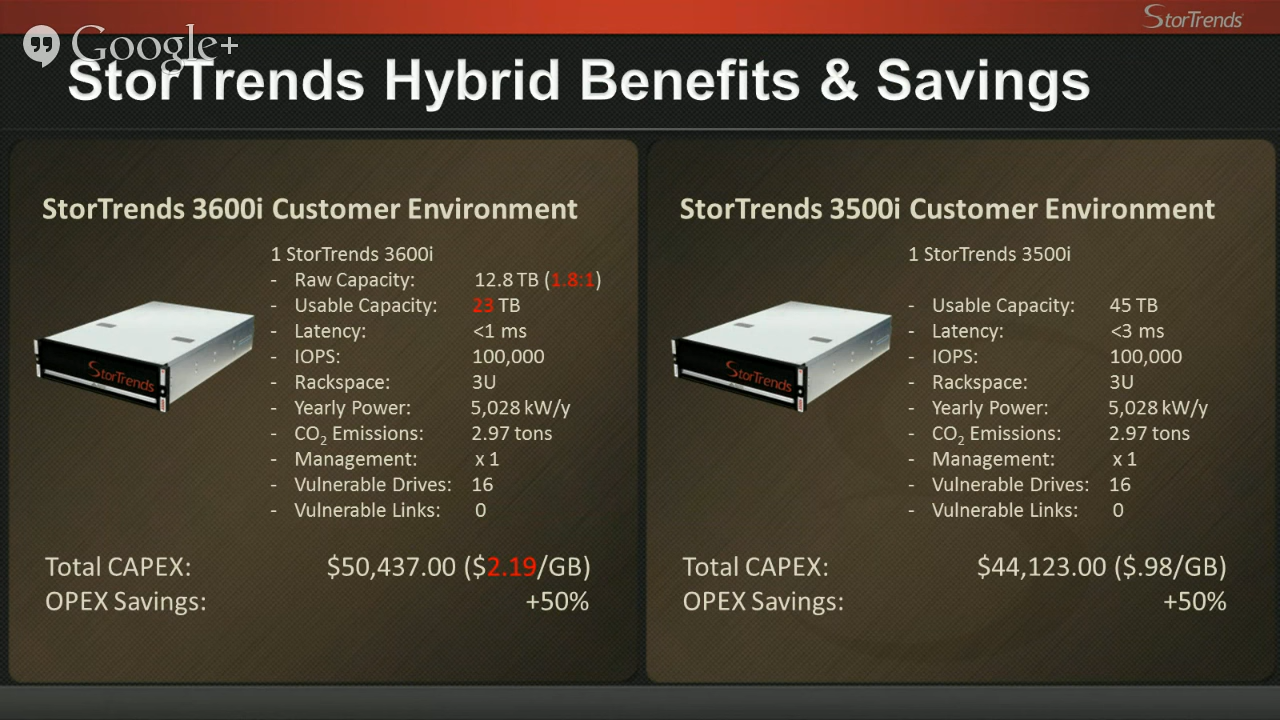 StorTrends
Google+
StorTrends Hybrid Benefits & Savings
StorTrends 3600i Customer Environment
1 StorTrends 3600i
- Raw Capacity: 12.8 TB (1.8:1)
- Usable Capacity: 23 TB
- Latency: <1 ms
- IOPS: 100,000
- Rackspace: 3U
- Yearly Power: 5,028 kW/y
- CO₂ Emissions: 2.97 tons
- Management: x 1
- Vulnerable Drives: 16
- Vulnerable Links: 0
StorTrends
Total CAPEX: $50,437.00 ($2.19/GB)
OPEX Savings: +50%
StorTrends 3500i Customer Environment
1 StorTrends 3500i
- Usable Capacity: 45 TB
- Latency: <3 ms
- IOPS: 100,000
- Rackspace: 3U
- Yearly Power: 5,028 kW/y
- CO₂ Emissions: 2.97 tons
- Management: x 1
- Vulnerable Drives: 16
- Vulnerable Links: 0
StorTrends
Total CAPEX: $44,123.00 ($.98/GB)
OPEX Savings: +50%